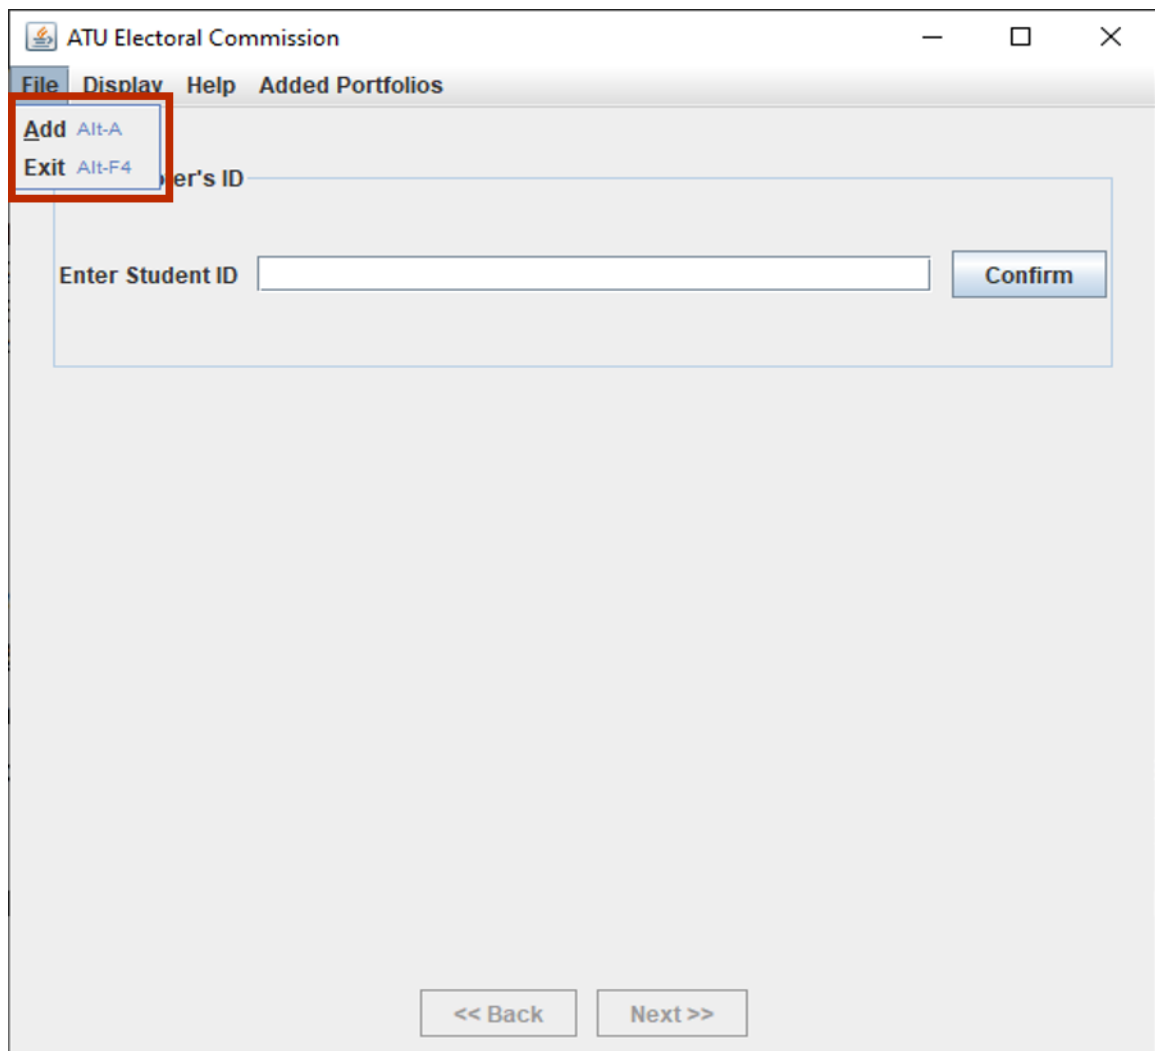 ATU Electoral Commission
File Display Help Added Portfolios
Add Alt-A
Exit Alt-F4
er's ID
Enter Student ID Confirm
<< Back Next >>